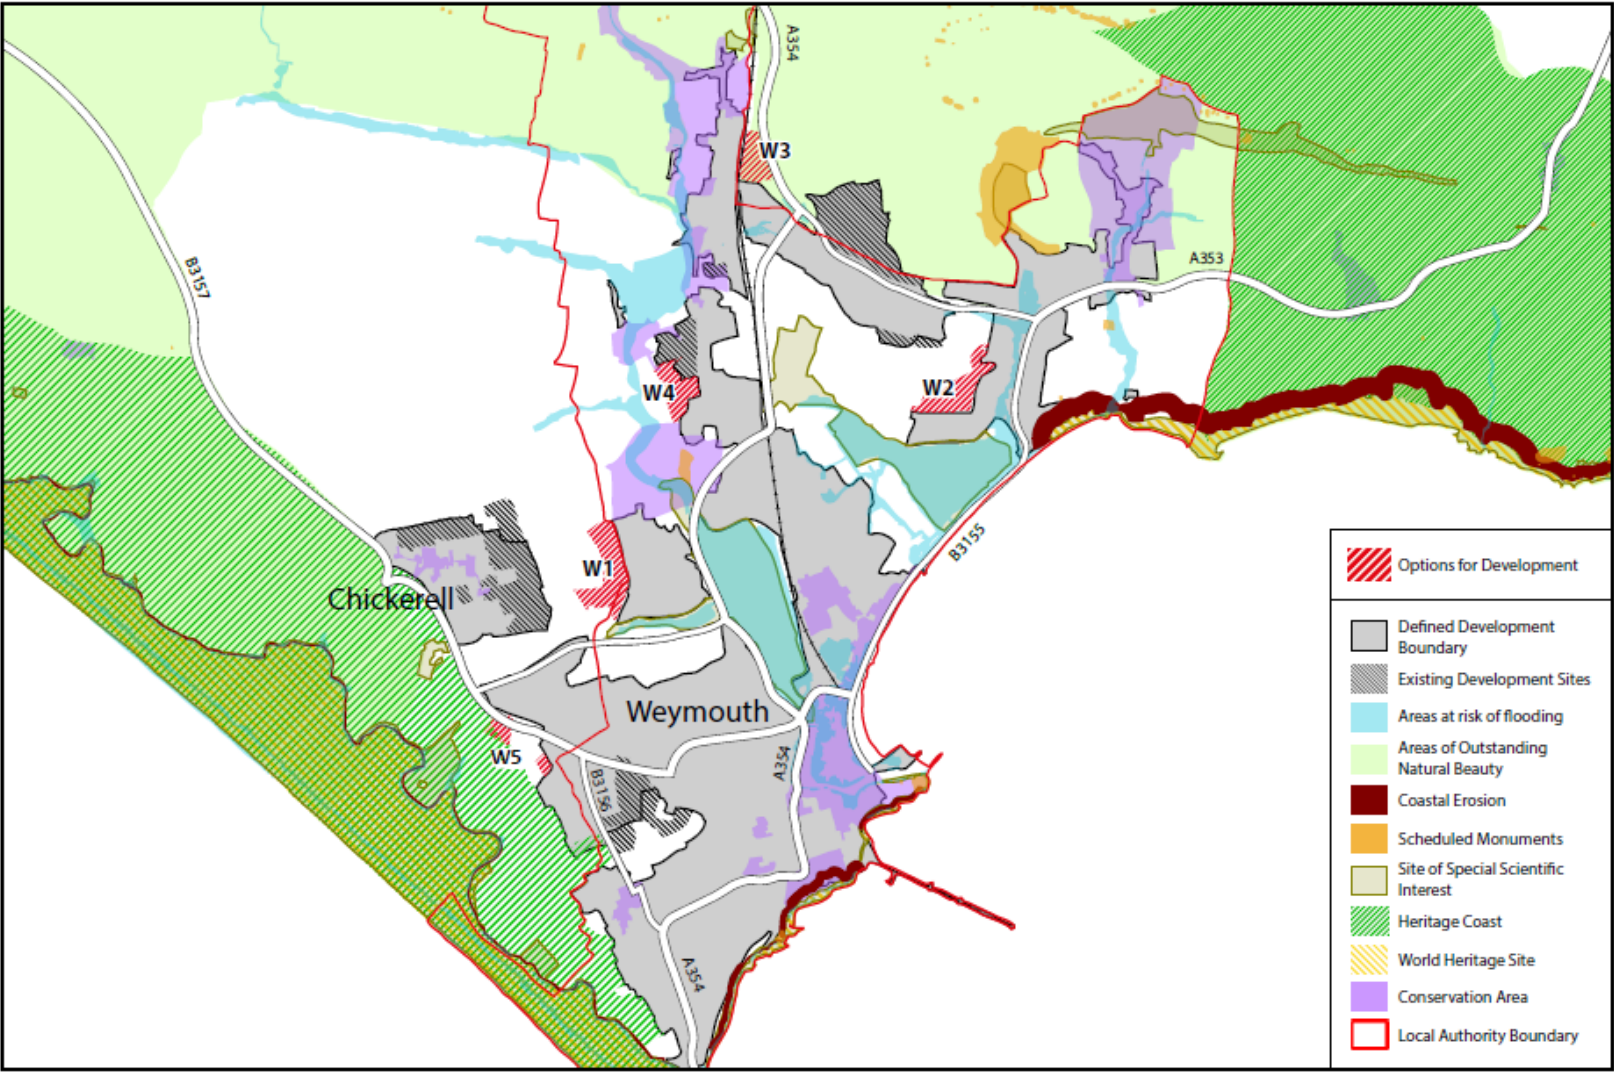 A354
W3
B3157
A353
W2
W4
B3155
W1
Chickerell
Weymouth
W5
A354
B3156
A354
Options for Development
Defined Development
Boundary
Existing Development Sites
Areas at risk of flooding
Areas of Outstanding
Natural Beauty
Coastal Erosion
Scheduled Monuments
Site of Special Scientific
Interest
Heritage Coast
World Heritage Site
Conservation Area
Local Authority Boundary